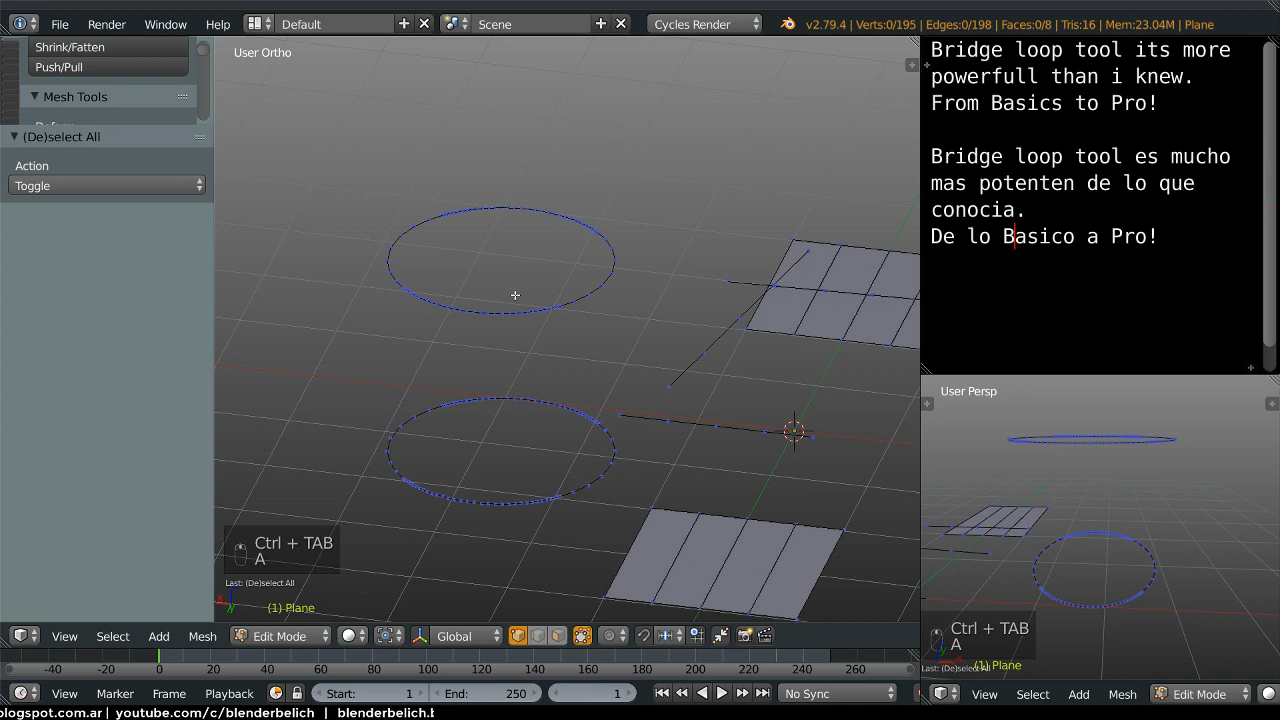 File Render Window Help Default Scene Cycles Render v2.79.4 | Verts:0/195 | Edges:0/198 | Faces:0/8 | Tris:16 | Mem:23.04M | Plane
Shrink/Fatten
Push/Pull
Mesh Tools
(De)select All
Action
Toggle
User Ortho
Ctrl + TAB
A
Last: (De)select All
(1) Plane
Bridge loop tool its more
powerfull than i knew.
From Basics to Pro!
Bridge loop tool es mucho
mas potenten de lo que
conocia.
De lo Basico a Pro!
User Persp
Ctrl + TAB
A
Last: (De)select All
(1) Plane
View Select Add Mesh Edit Mode Global
View Select Add Mesh Edit Mode
-40 -20 0 20 40 60 80 100 120 140 160 180 200 220 240 260
View Marker Frame Playback Start: 1 End: 250 1 No Sync
logspot.com.ar | youtube.com/c/blenderbelich | blenderbelich.b